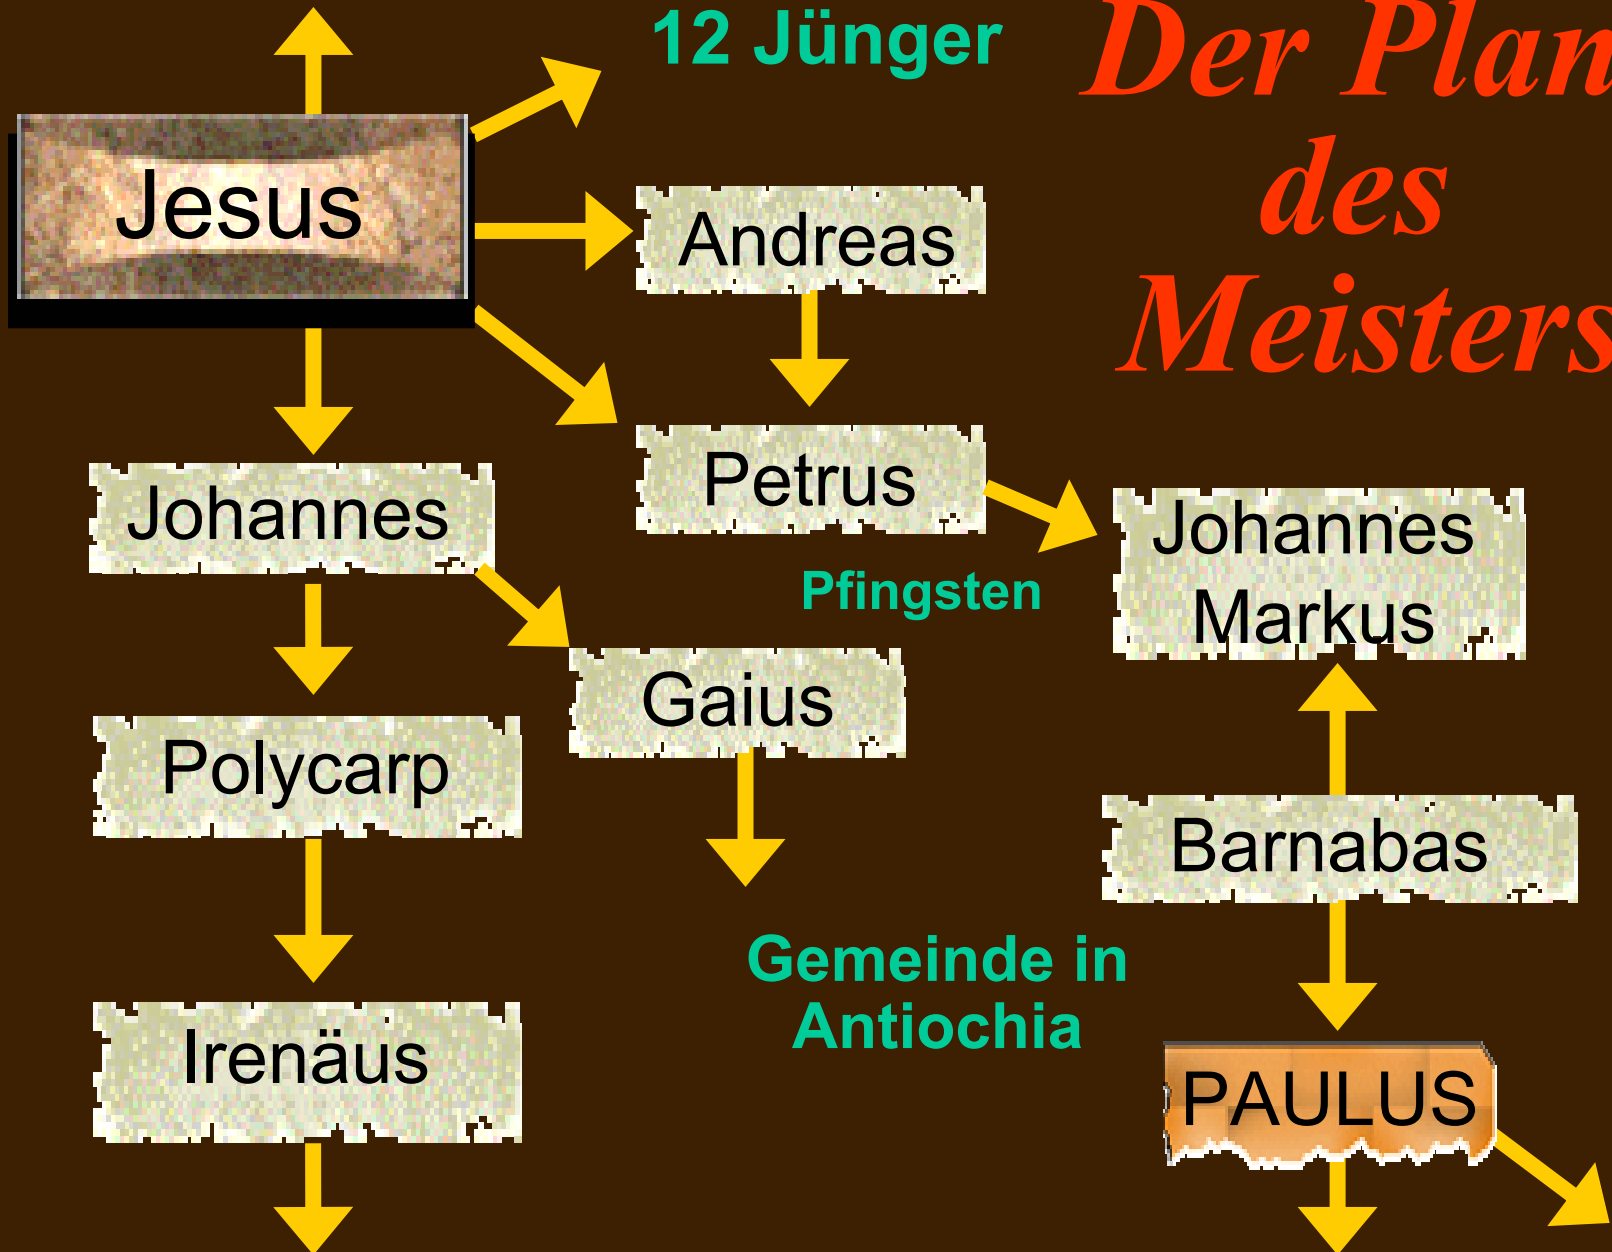 12 Jünger
Der Plan
des
Meisters
Jesus
Andreas
Petrus
Johannes
Johannes
Markus
Pfingsten
Gaius
Polycarp
Barnabas
Gemeinde in
Antiochia
Irenäus
PAULUS